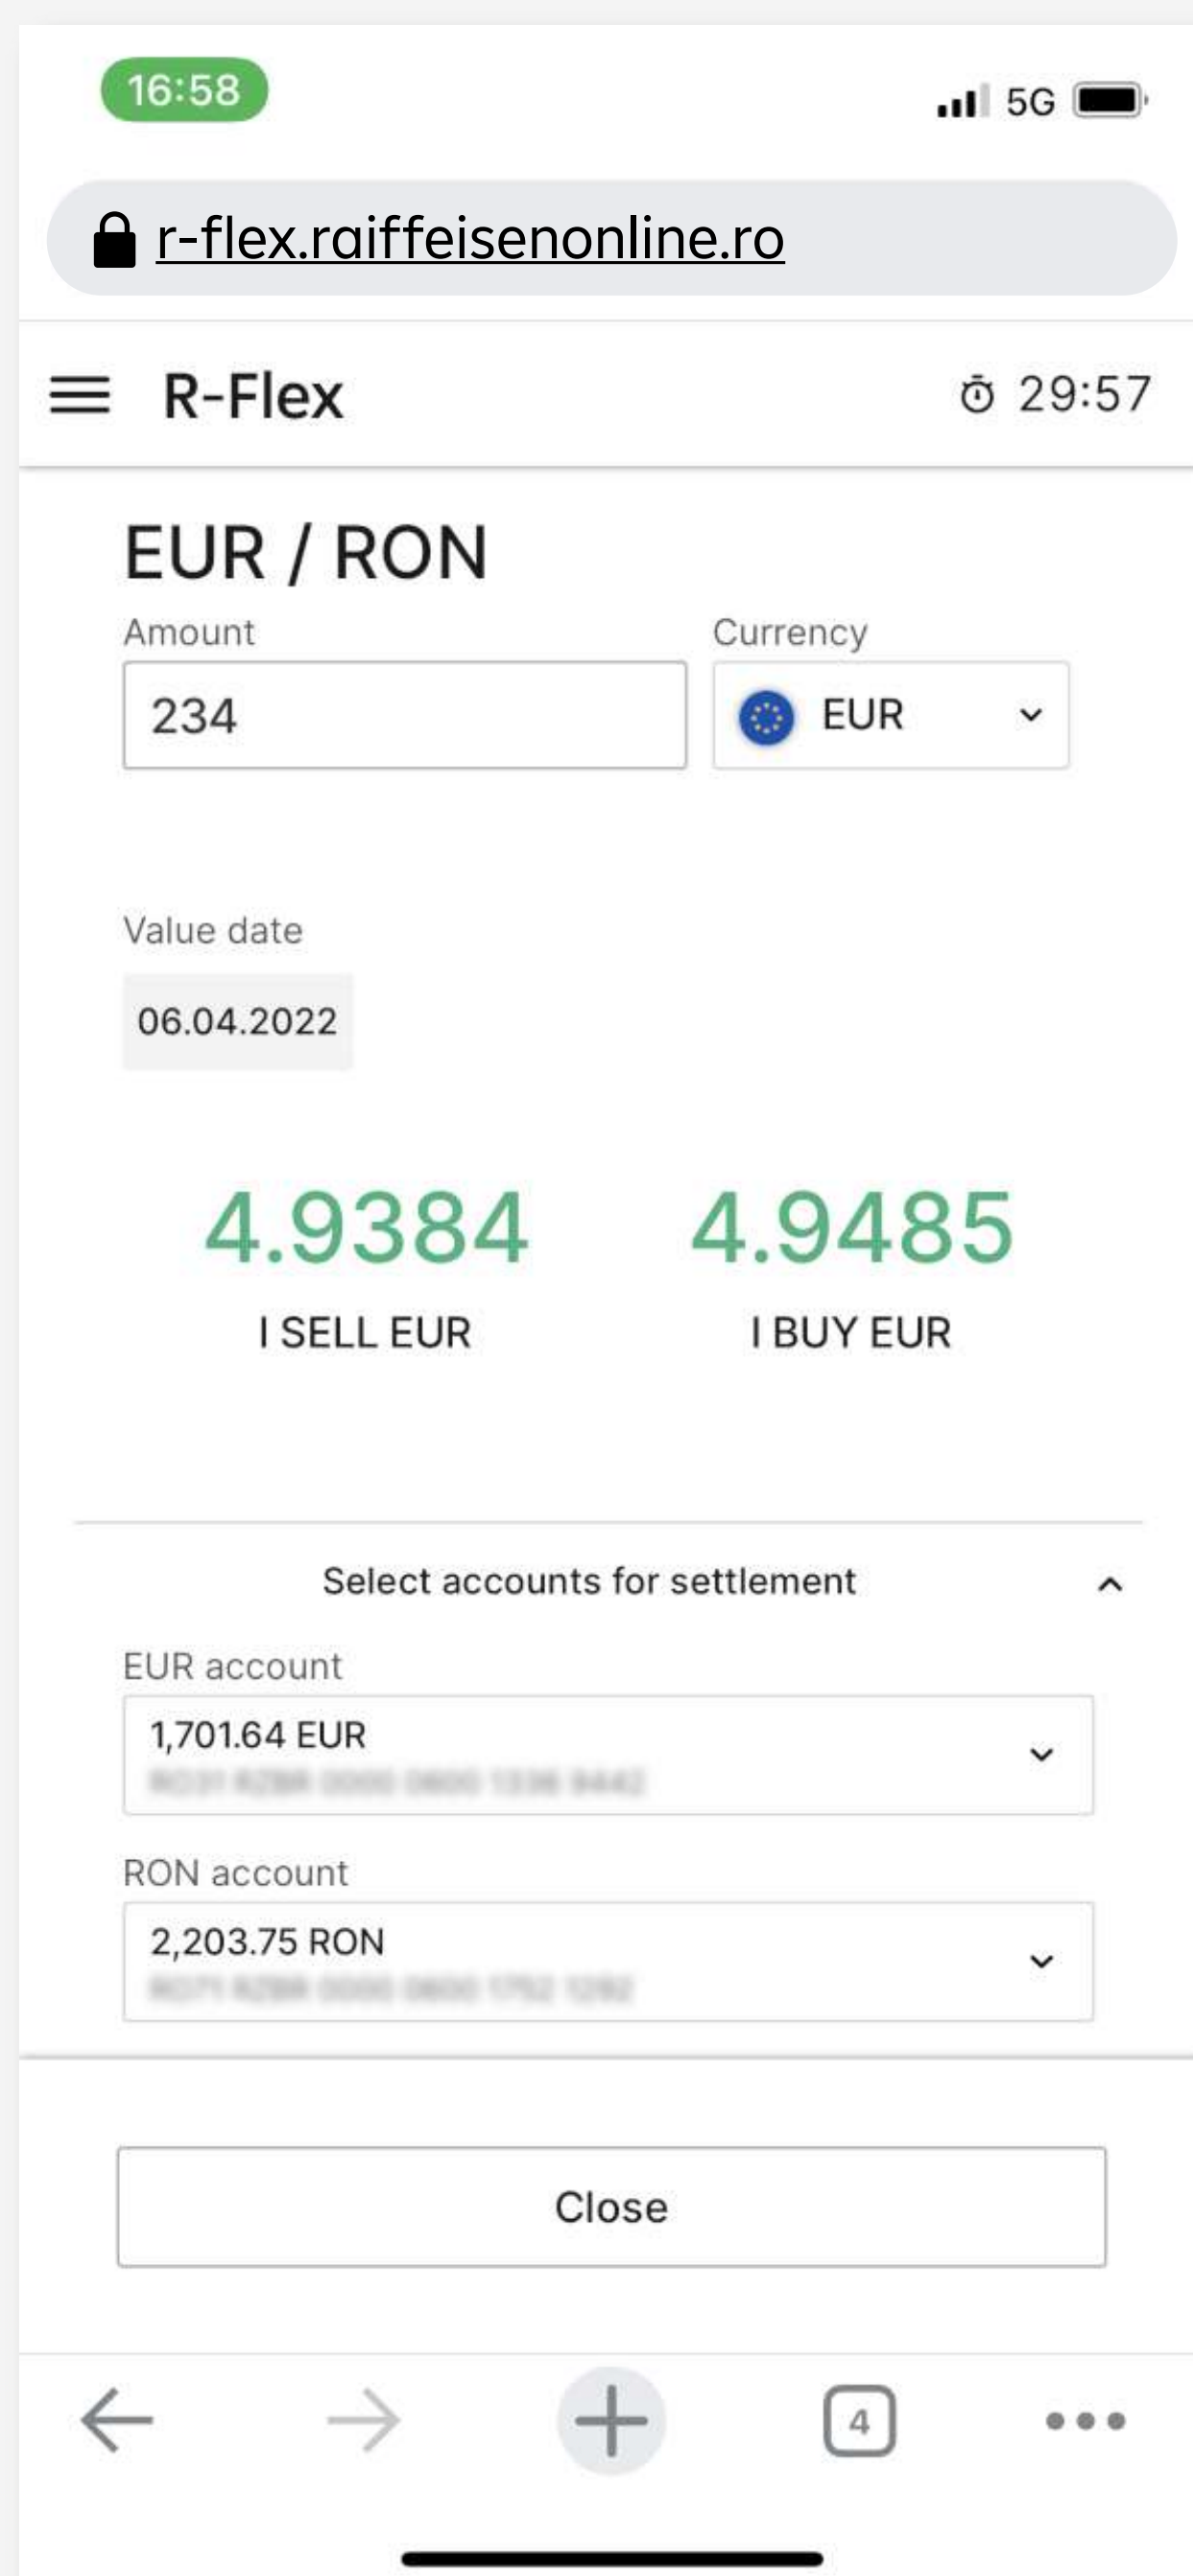 16:58
5G
r-flex.raiffeisenonline.ro
R-Flex 29:57
EUR / RON
Amount Currency
234 EUR
Value date
06.04.2022
4.9384 4.9485
I SELL EUR I BUY EUR
Select accounts for settlement
EUR account
1,701.64 EUR
RON account
2,203.75 RON
Close
4